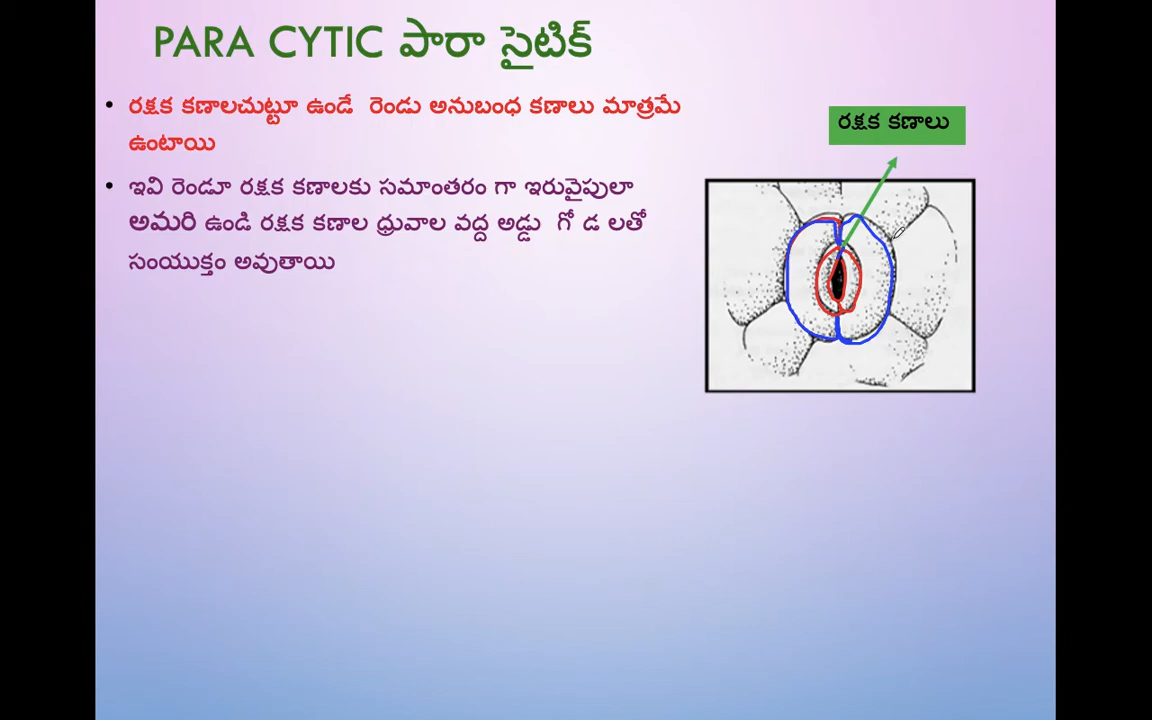 PARA CYTIC పారా సైటిక్
• రక్షక కణాలచుట్టూ ఉండే రెండు అనుబంధ కణాలు మాత్రమే
ఉంటాయి
• ఇవి రెండూ రక్షక కణాలకు సమాంతరం గా ఇరువైపులా
అమరి ఉండి రక్షక కణాల ధ్రువాల వద్ద అడ్డు గో డ లతో
సంయుక్తం అవుతాయి
రక్షక కణాలు